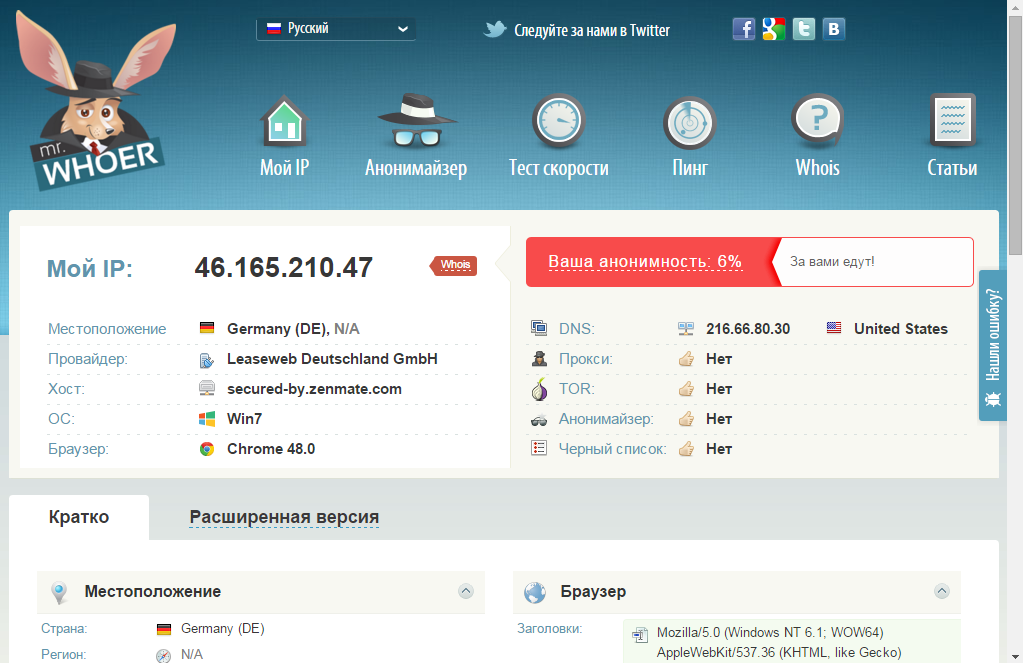 Русский
Следуйте за нами в Twitter
mr.
WHOER
Мой IP
Анонимайзер
Тест скорости
Пинг
Whois
Статьи
Мой IP: 46.165.210.47 Whois
Ваша анонимность: 6% За вами едут!
Местоположение Germany (DE), N/A
Провайдер: Leaseweb Deutschland GmbH
Хост: secured-by.zenmate.com
ОС: Win7
Браузер: Chrome 48.0
DNS: 216.66.80.30 United States
Прокси: Нет
TOR: Нет
Анонимайзер: Нет
Черный список: Нет
Нашли ошибку?
Кратко Расширенная версия
Местоположение
Страна: Germany (DE)
Регион: N/A
Браузер
Заголовки: Mozilla/5.0 (Windows NT 6.1; WOW64)
AppleWebKit/537.36 (KHTML, like Gecko)